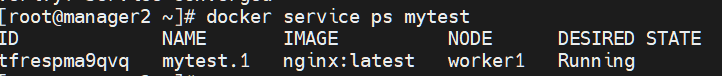 [root@manager2 ~]# docker service ps mytest
ID NAME IMAGE NODE DESIRED STATE
tfrespma9qvq mytest.1 nginx:latest worker1 Running